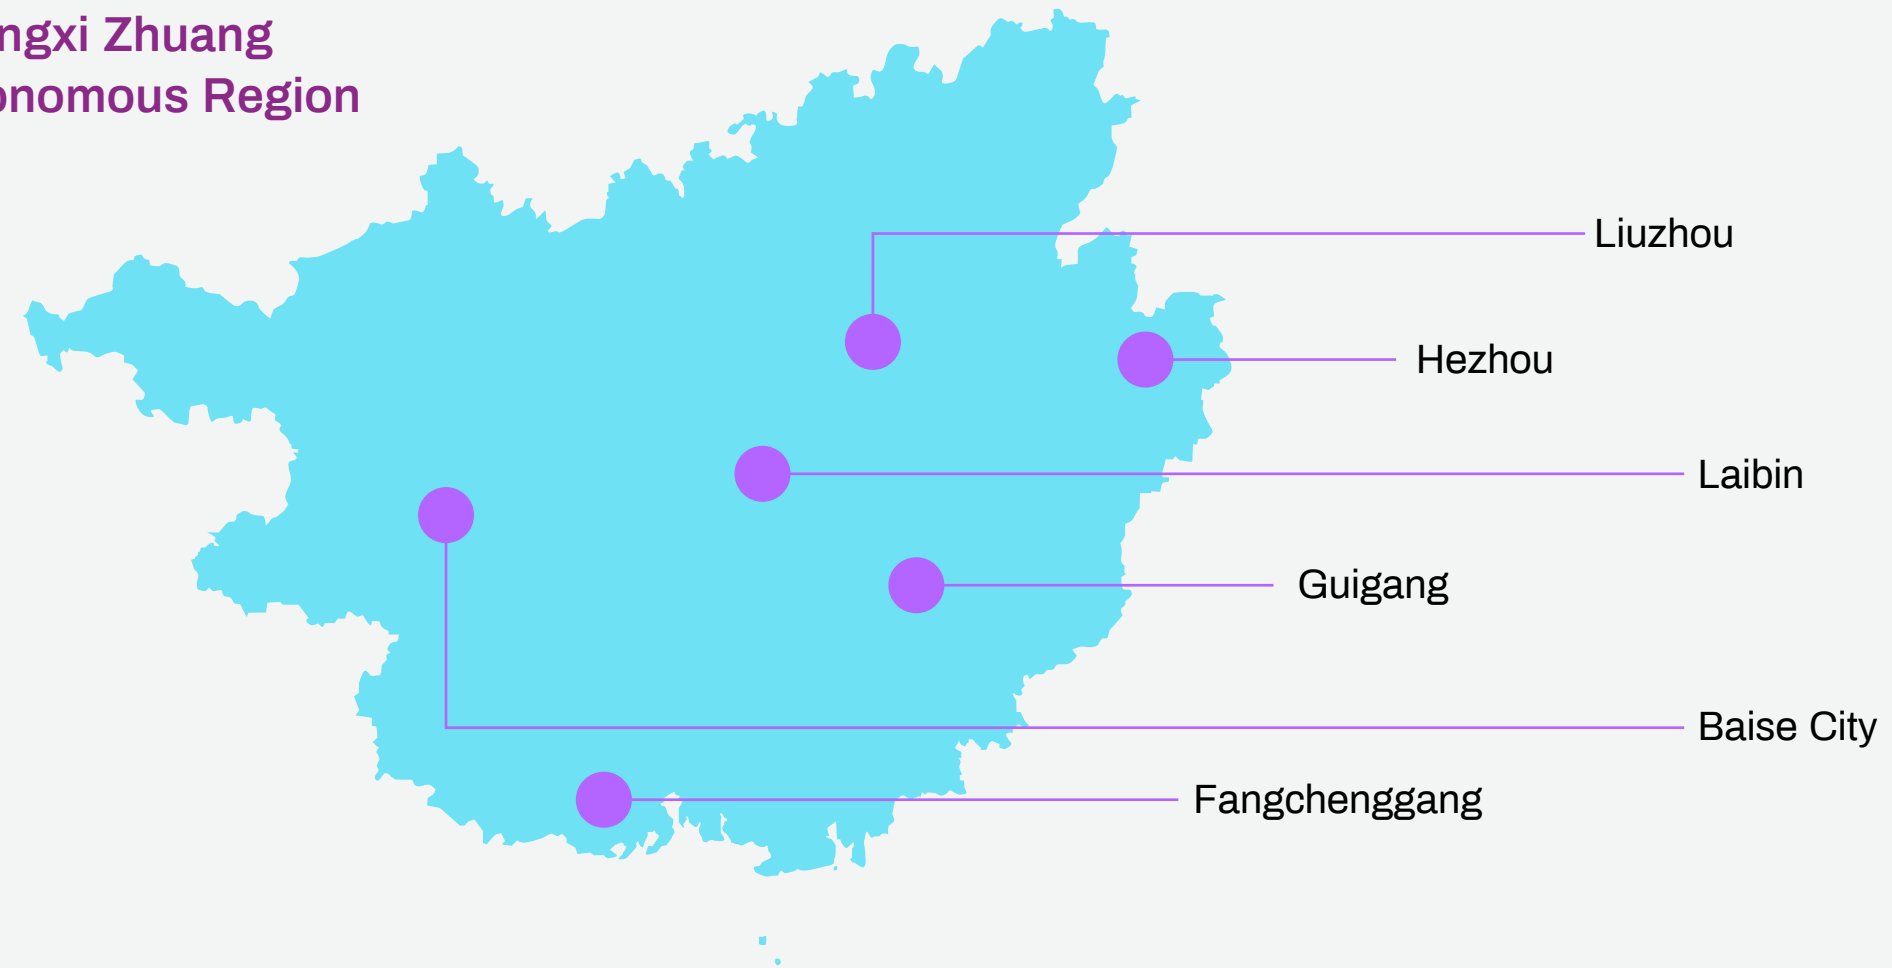 ngxi Zhuang
onomous Region
Liuzhou
Hezhou
Laibin
Guigang
Baise City
Fangchenggang